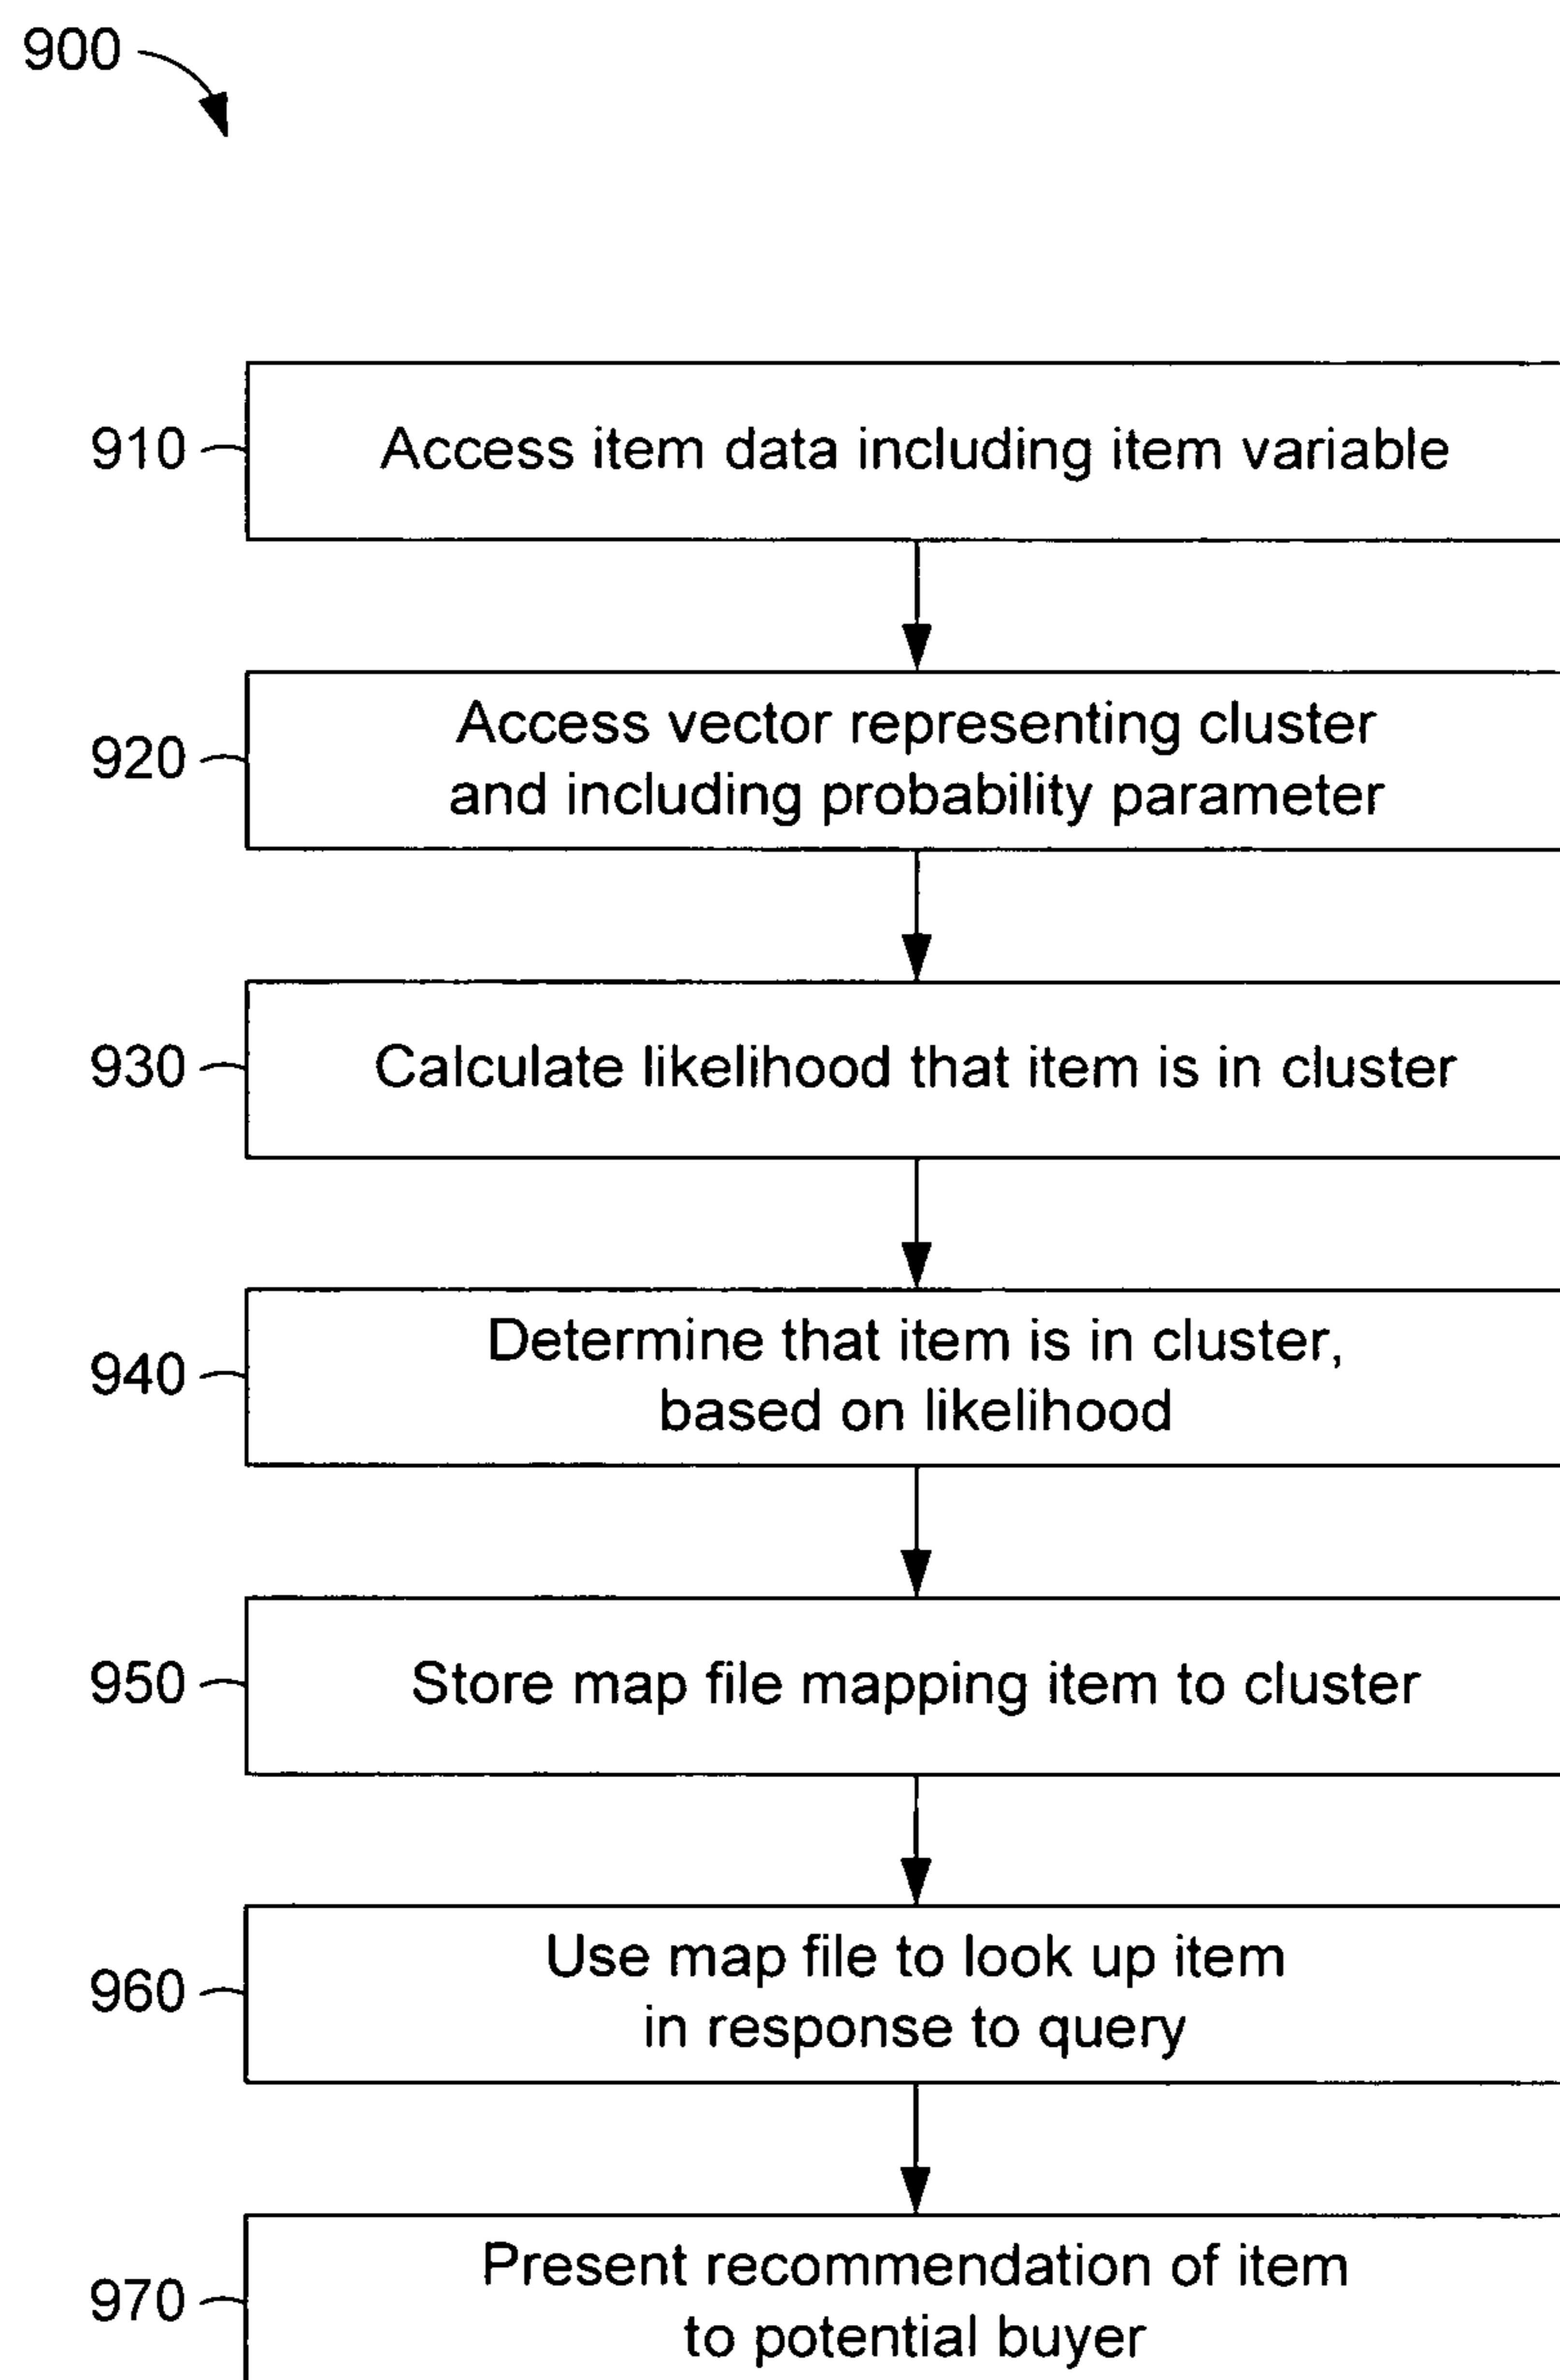 900
910
Access item data including item variable
920
Access vector representing cluster
and including probability parameter
930
Calculate likelihood that item is in cluster
940
Determine that item is in cluster,
based on likelihood
950
Store map file mapping item to cluster
960
Use map file to look up item
in response to query
970
Present recommendation of item
to potential buyer